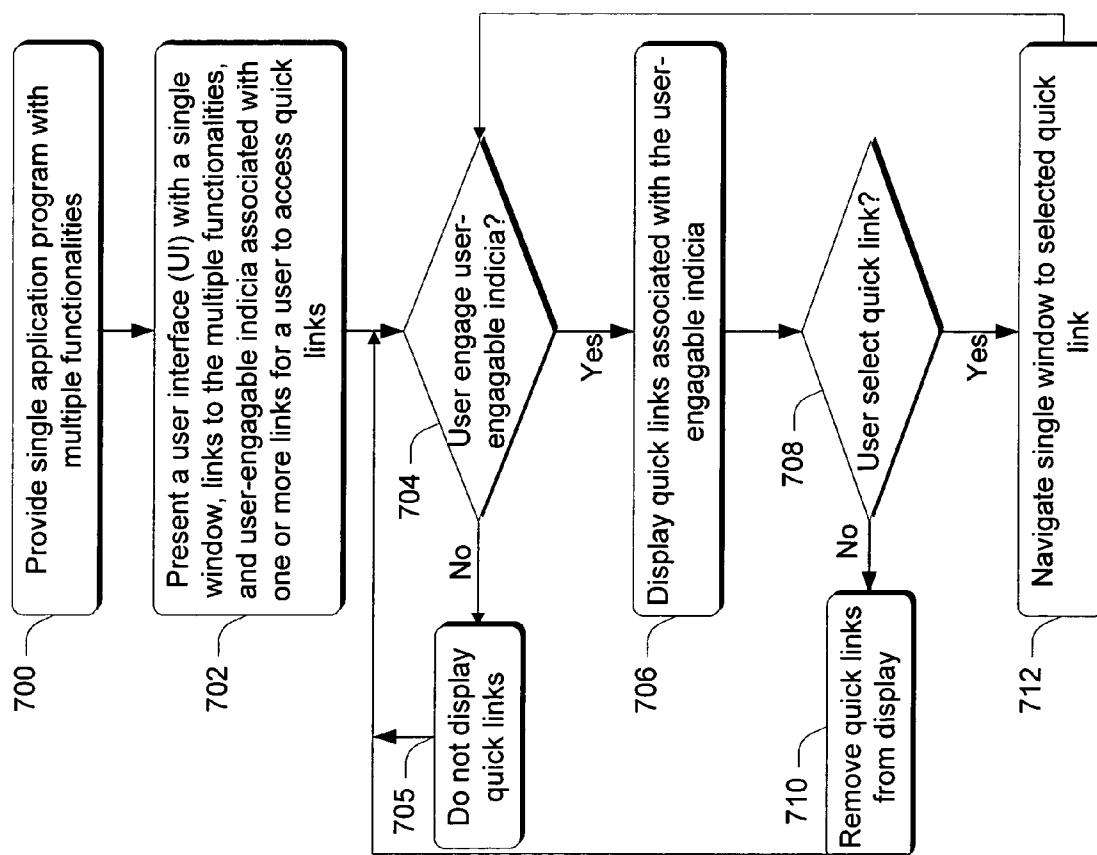 700
Provide single application program with
multiple functionalities
702
Present a user interface (UI) with a single
window, links to the multiple functionalities,
and user-engagable indicia associated with
one or more links for a user to access quick
links
704
User engage user-
engagable indicia?
No
Yes
705
Do not display
quick links
706
Display quick links associated with the user-
engagable indicia
708
User select quick link?
No
Yes
710
Remove quick links
from display
712
Navigate single window to selected quick
link